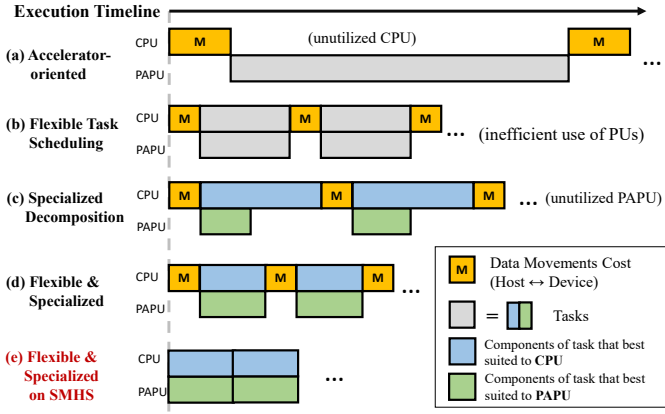 Execution Timeline
(a) Accelerator-
oriented
CPU
PAPU
M
(unutilized CPU)
M
...
(b) Flexible Task
Scheduling
CPU
PAPU
M
M
M
...
(inefficient use of PUs)
(c) Specialized
Decomposition
CPU
PAPU
M
M
M
... (unutilized PAPU)
(d) Flexible &
Specialized
CPU
PAPU
M
M
M
...
(e) Flexible &
Specialized
on SMHS
CPU
PAPU
...
M
Data Movements Cost
(Host ↔ Device)
= Tasks
Components of task that best
suited to CPU
Components of task that best
suited to PAPU